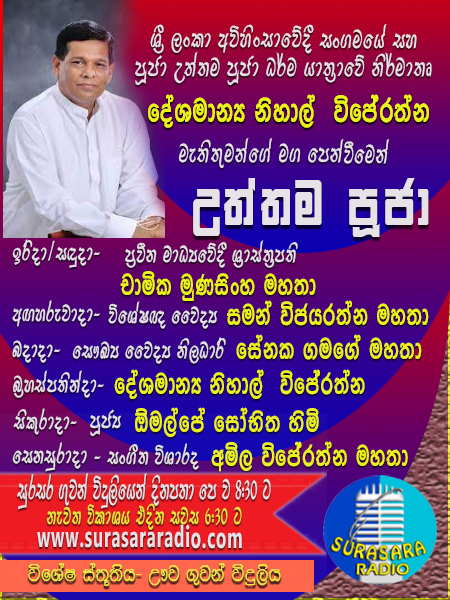 ශ්‍රී ලංකා අවිහිංසාවේදී සංගමයේ සහ
පූජා උත්තම පූජා ධර්ම යාත්‍රාවේ නිර්මාතෘ
දේශමාන්‍ය නිහාල් විපේරත්න
මැතිතුමන්ගේ මග පෙන්වීමෙන්
උත්තම පූජා
ඉරිදා/සඳුදා- ප්‍රවීන මාධ්‍යවේදී ශාස්ත්‍රපති
චාමික මුණසිංහ මහතා
අඟහරුවාදා- විශේෂඥ වෛද්‍ය සමන් විජයරත්න මහතා
බදාදා- සෞඛ්‍ය වෛද්‍ය නිලධාරි සේනක ගමගේ මහතා
බ්‍රහස්පතින්දා- දේශමාන්‍ය නිහාල් විපේරත්න
සිකුරාදා- පූජ්‍ය ඕමල්පේ සෝභිත හිමි
සෙනසුරාදා - සංගීත විශාරද අමිල විපේරත්න මහතා
සුරසර ගුවන් විදුලියෙන් දිනපතා පෙ ව 8:30 ට
නැවත විකාශය එදින සවස 6:30 ට
www.surasararadio.com
SURASARA
RADIO
විශේෂ ස්තූතිය- ඌව ගුවන් විදුලිය